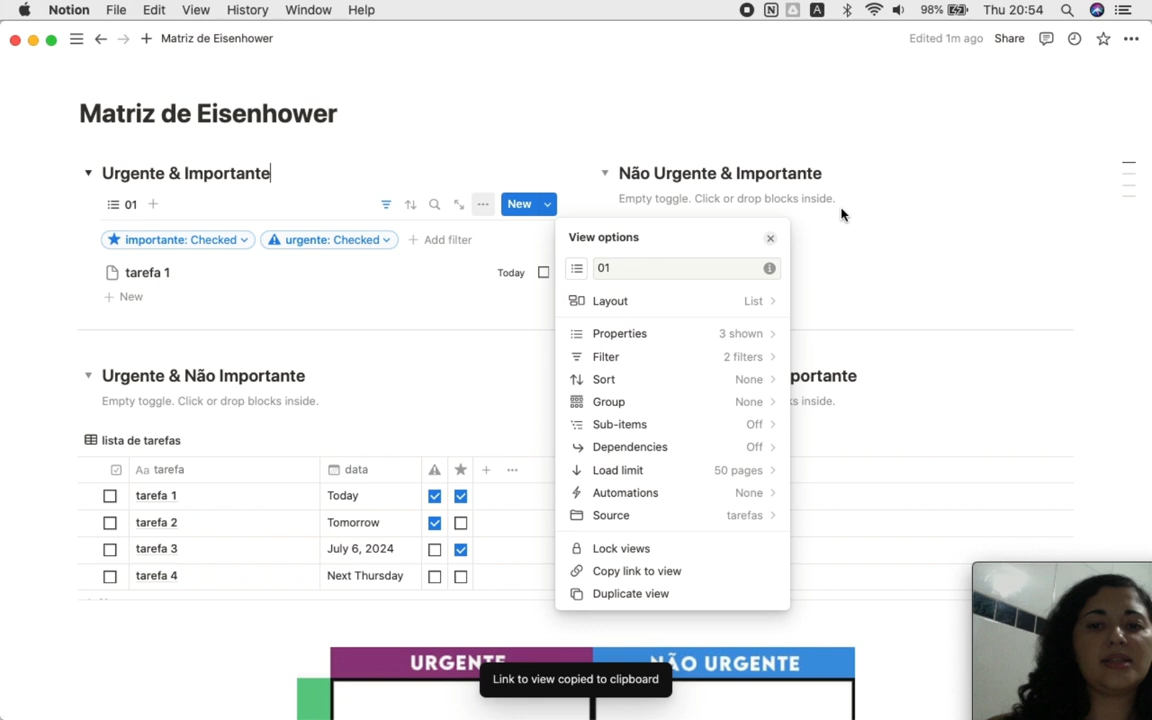 Notion File Edit View History Window Help
A 98% Thu 20:54
Matriz de Eisenhower
Edited 1m ago Share
Matriz de Eisenhower
Urgente & Importante
Não Urgente & Importante
Empty toggle. Click or drop blocks inside.
01
New
importante: Checked
urgente: Checked
Add filter
tarefa 1
Today
New
View options
01
Layout List
Properties 3 shown
Filter 2 filters
Sort None
Group None
Sub-items Off
Dependencies Off
Load limit 50 pages
Automations None
Source tarefas
Lock views
Copy link to view
Duplicate view
Urgente & Não Importante
Empty toggle. Click or drop blocks inside.
portante
ks inside.
lista de tarefas
Aa tarefa data
tarefa 1 Today
tarefa 2 Tomorrow
tarefa 3 July 6, 2024
tarefa 4 Next Thursday
URGENTE
NÃO URGENTE
Link to view copied to clipboard